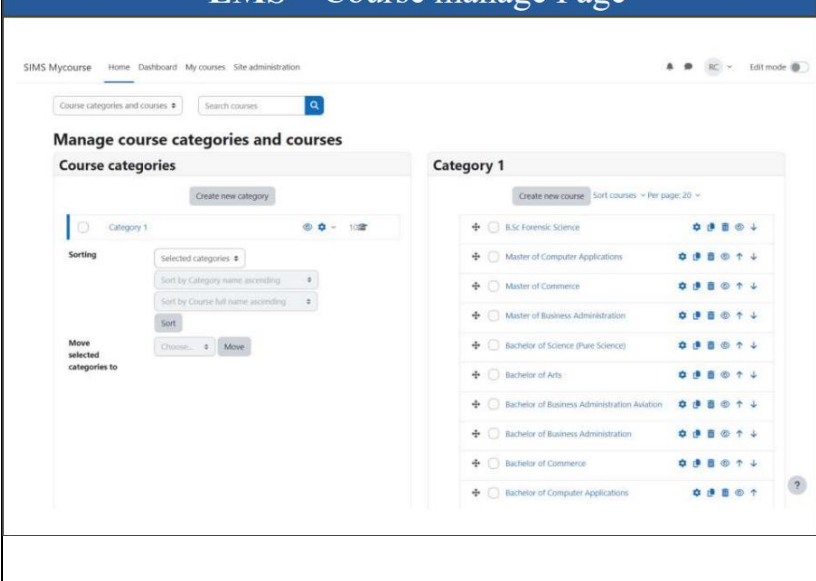 LMS – Course manage Page
SIMS Mycourse Home Dashboard My courses Site administration RC Edit mode
Course categories and courses Search courses
Manage course categories and courses
Course categories
Create new category
Category 1 10
Sorting Selected categories
Sort by Category name ascending
Sort by Course full name ascending
Sort
Move selected categories to Choose... Move
Category 1
Create new course Sort courses Per page: 20
B.Sc Forensic Science
Master of Computer Applications
Master of Commerce
Master of Business Administration
Bachelor of Science (Pure Science)
Bachelor of Arts
Bachelor of Business Administration Aviation
Bachelor of Business Administration
Bachelor of Commerce
Bachelor of Computer Applications
?